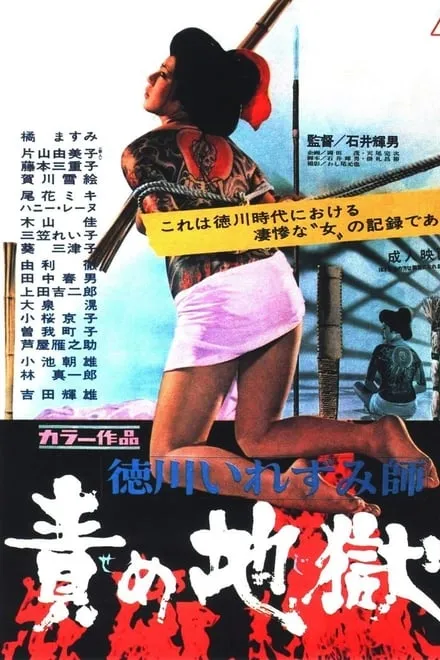 橘ますみ
片山由美子
藤本三重子
賀川雪絵
尾花ミキ
ハニー・レーヌ
木山佳
三笠れい子
葵三津子
由利徹
田中春男
上田吉二郎
大泉滉
小桜京子
曽我町子
芦屋雁之助
小池朝雄
林真一郎
吉田輝雄
監督/石井輝男
これは徳川時代における
凄惨な〝女〟の記録であ
成人映
カラー作品
徳川いれずみ師
責め地獄
せめじ